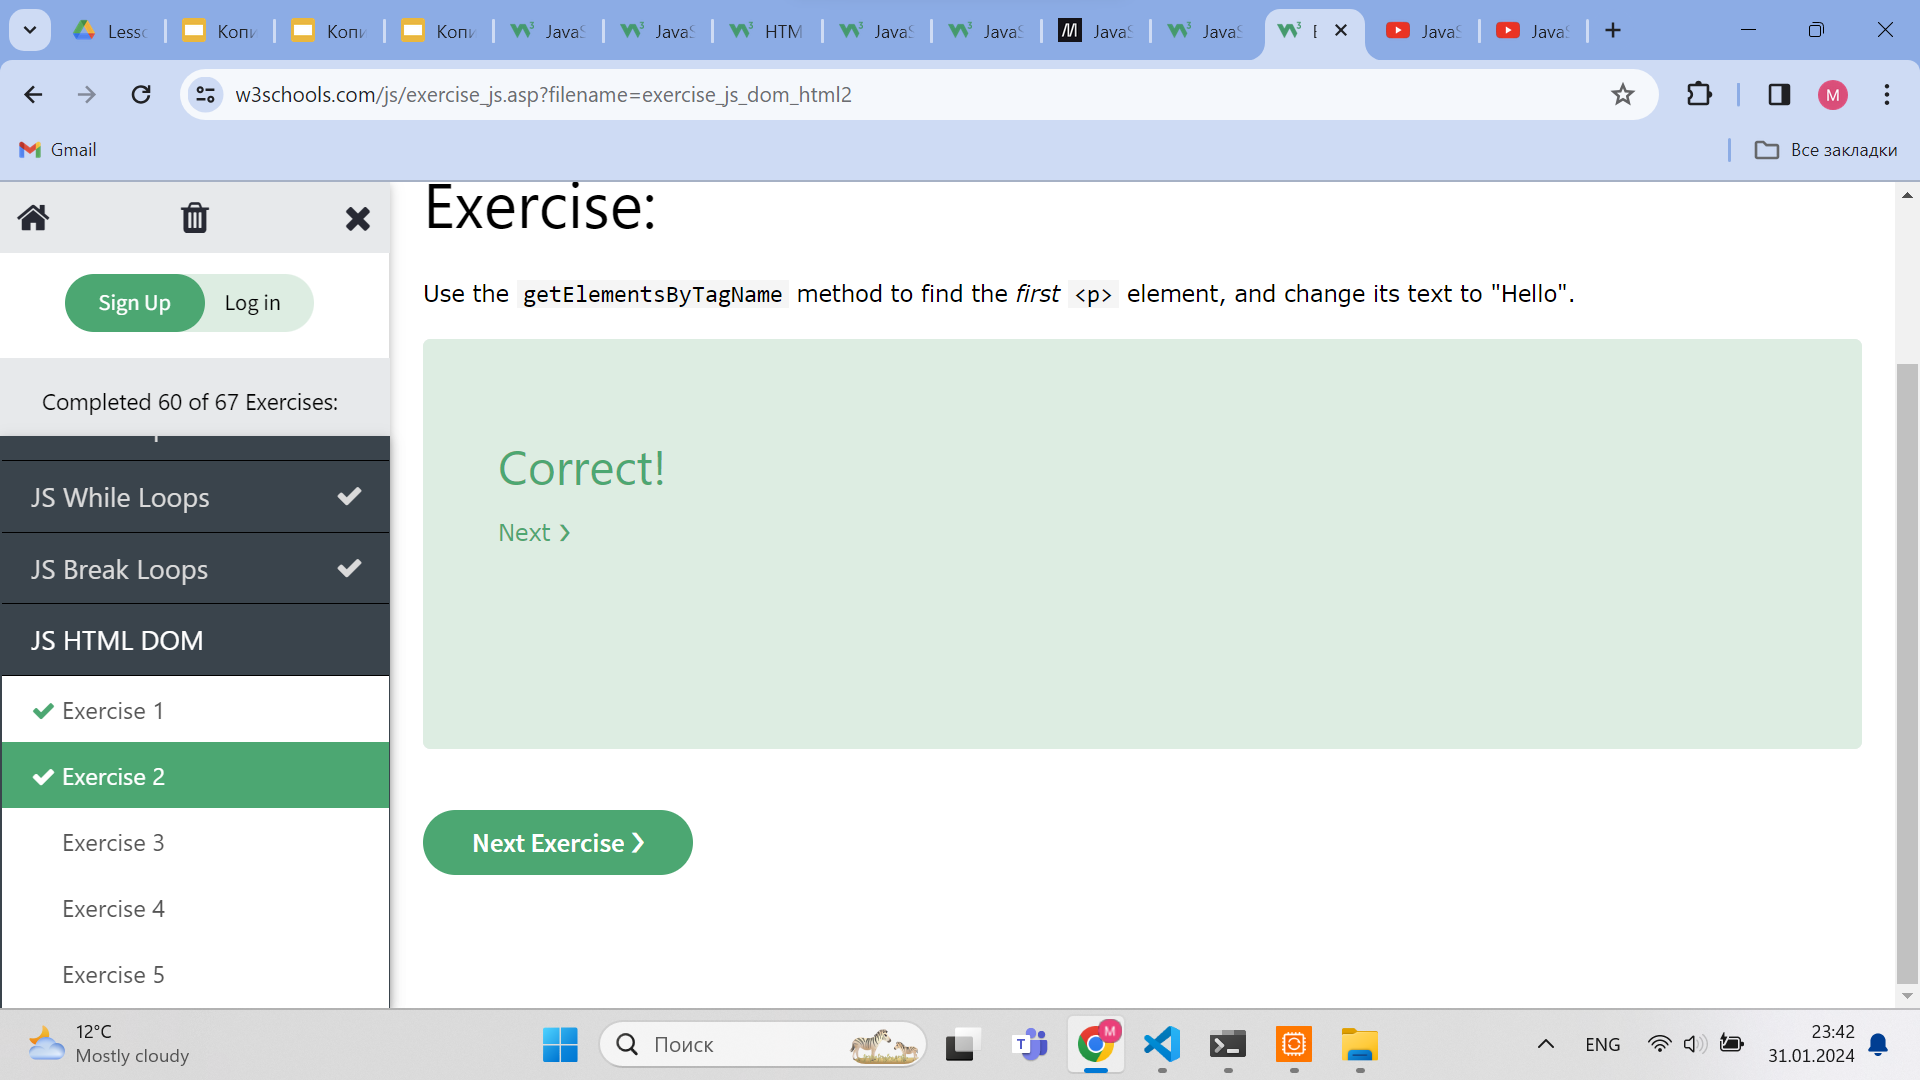 Lesso
Копи
Копи
Копи
JavaS
JavaS
HTM
JavaS
JavaS
JavaS
JavaS
E
JavaS
JavaS
w3schools.com/js/exercise_js.asp?filename=exercise_js_dom_html2
M
Gmail
Все закладки
Exercise:
Sign Up
Log in
Use the getElementsByTagName method to find the first <p> element, and change its text to "Hello".
Completed 60 of 67 Exercises:
Correct!
Next ❯
JS While Loops
JS Break Loops
JS HTML DOM
Exercise 1
Exercise 2
Exercise 3
Exercise 4
Exercise 5
Next Exercise ❯
12°C
Mostly cloudy
Поиск
M
ENG
23:42
31.01.2024